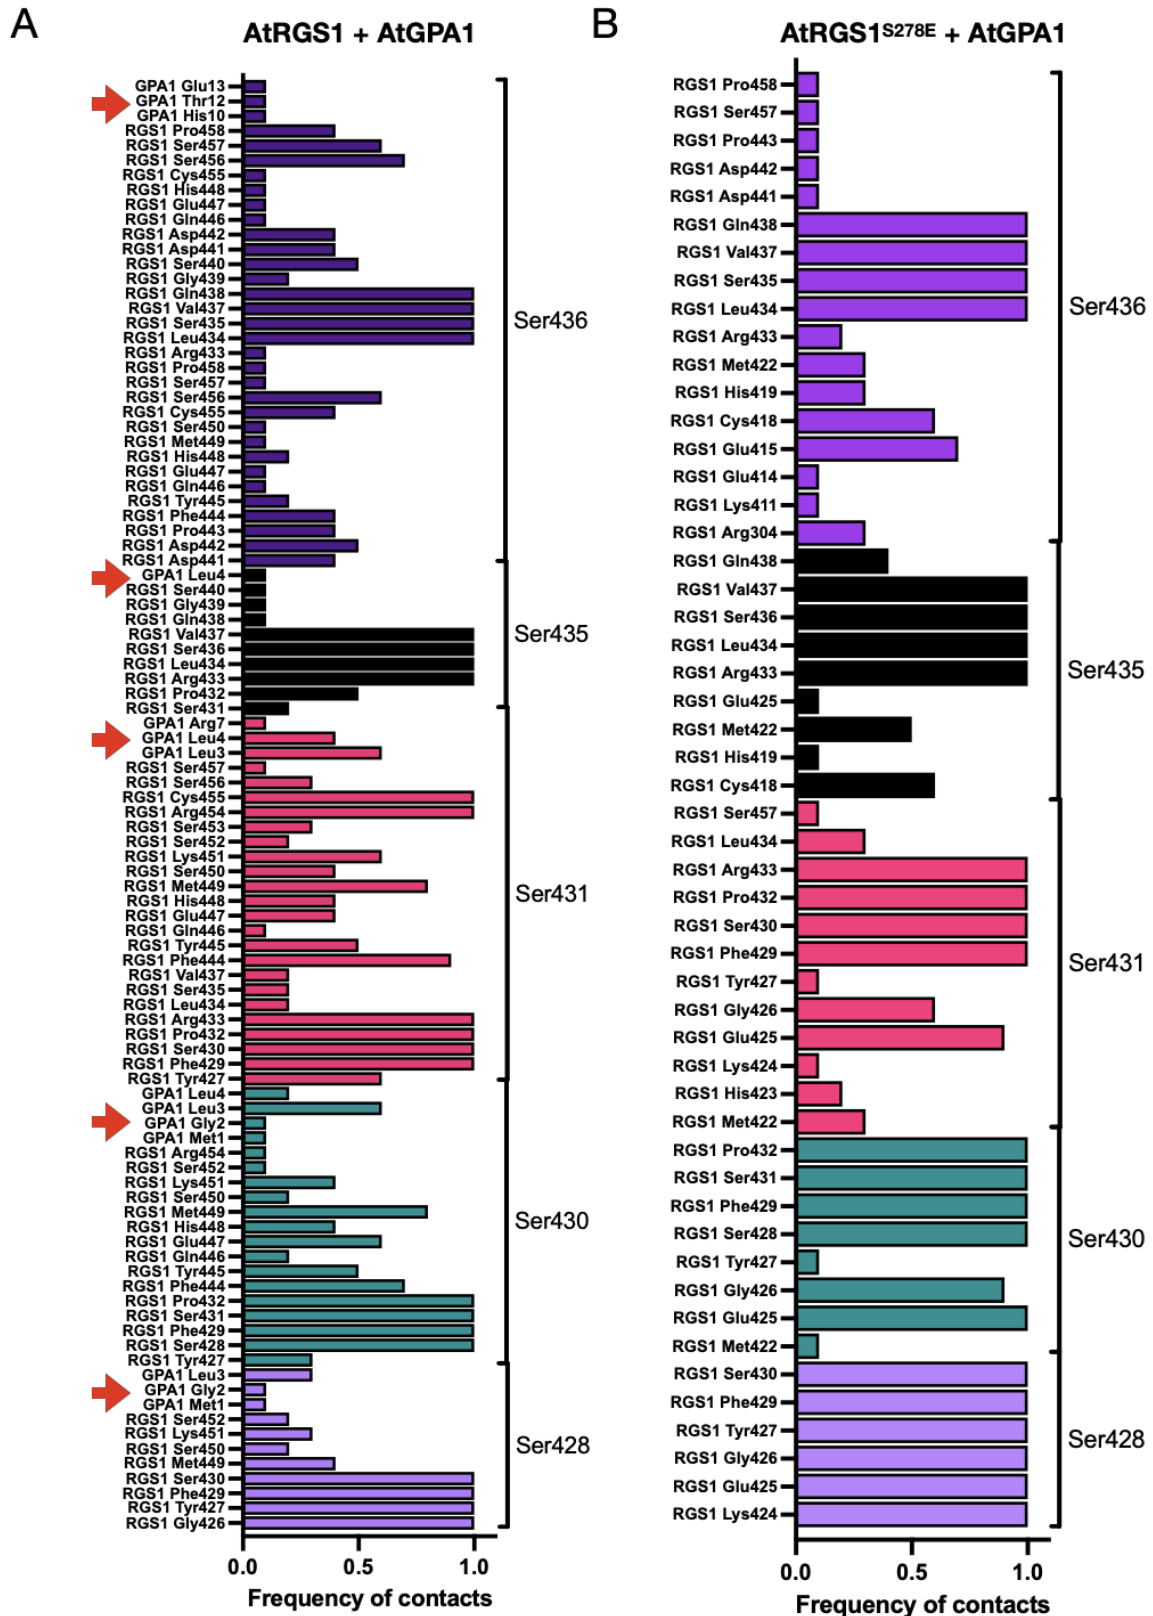 A
AtRGS1 + AtGPA1
GPA1 Glu13
GPA1 Thr12
GPA1 His10
RGS1 Pro458
RGS1 Ser457
RGS1 Ser456
RGS1 Cys455
RGS1 His448
RGS1 Glu447
RGS1 Gln446
RGS1 Asp442
RGS1 Asp441
RGS1 Ser440
RGS1 Gly439
RGS1 Gln438
RGS1 Val437
RGS1 Ser435
RGS1 Leu434
RGS1 Arg433
RGS1 Pro458
RGS1 Ser457
RGS1 Ser456
RGS1 Cys455
RGS1 Ser450
RGS1 Met449
RGS1 His448
RGS1 Glu447
RGS1 Gln446
RGS1 Tyr445
RGS1 Phe444
RGS1 Pro443
RGS1 Asp442
RGS1 Asp441
GPA1 Leu4
RGS1 Ser440
RGS1 Gly439
RGS1 Gln438
RGS1 Val437
RGS1 Ser436
RGS1 Leu434
RGS1 Arg433
RGS1 Pro432
RGS1 Ser431
GPA1 Arg7
GPA1 Leu4
GPA1 Leu3
RGS1 Ser457
RGS1 Ser456
RGS1 Cys455
RGS1 Arg454
RGS1 Ser453
RGS1 Ser452
RGS1 Lys451
RGS1 Ser450
RGS1 Met449
RGS1 His448
RGS1 Glu447
RGS1 Gln446
RGS1 Tyr445
RGS1 Phe444
RGS1 Val437
RGS1 Ser435
RGS1 Leu434
RGS1 Arg433
RGS1 Pro432
RGS1 Ser430
RGS1 Phe429
RGS1 Tyr427
GPA1 Leu4
GPA1 Leu3
GPA1 Gly2
GPA1 Met1
RGS1 Arg454
RGS1 Ser452
RGS1 Lys451
RGS1 Ser450
RGS1 Met449
RGS1 His448
RGS1 Glu447
RGS1 Gln446
RGS1 Tyr445
RGS1 Phe444
RGS1 Pro432
RGS1 Ser431
RGS1 Phe429
RGS1 Ser428
RGS1 Tyr427
GPA1 Leu3
GPA1 Gly2
GPA1 Met1
RGS1 Ser452
RGS1 Lys451
RGS1 Ser450
RGS1 Met449
RGS1 Ser430
RGS1 Phe429
RGS1 Tyr427
RGS1 Gly426
Ser436
Ser435
Ser431
Ser430
Ser428
0.0 0.5 1.0
Frequency of contacts
B
AtRGS1S278E + AtGPA1
RGS1 Pro458
RGS1 Ser457
RGS1 Pro443
RGS1 Asp442
RGS1 Asp441
RGS1 Gln438
RGS1 Val437
RGS1 Ser435
RGS1 Leu434
RGS1 Arg433
RGS1 Met422
RGS1 His419
RGS1 Cys418
RGS1 Glu415
RGS1 Glu414
RGS1 Lys411
RGS1 Arg304
RGS1 Gln438
RGS1 Val437
RGS1 Ser436
RGS1 Leu434
RGS1 Arg433
RGS1 Glu425
RGS1 Met422
RGS1 His419
RGS1 Cys418
RGS1 Ser457
RGS1 Leu434
RGS1 Arg433
RGS1 Pro432
RGS1 Ser430
RGS1 Phe429
RGS1 Tyr427
RGS1 Gly426
RGS1 Glu425
RGS1 Lys424
RGS1 His423
RGS1 Met422
RGS1 Pro432
RGS1 Ser431
RGS1 Phe429
RGS1 Ser428
RGS1 Tyr427
RGS1 Gly426
RGS1 Glu425
RGS1 Met422
RGS1 Ser430
RGS1 Phe429
RGS1 Tyr427
RGS1 Gly426
RGS1 Glu425
RGS1 Lys424
Ser436
Ser435
Ser431
Ser430
Ser428
0.0 0.5 1.0
Frequency of contacts